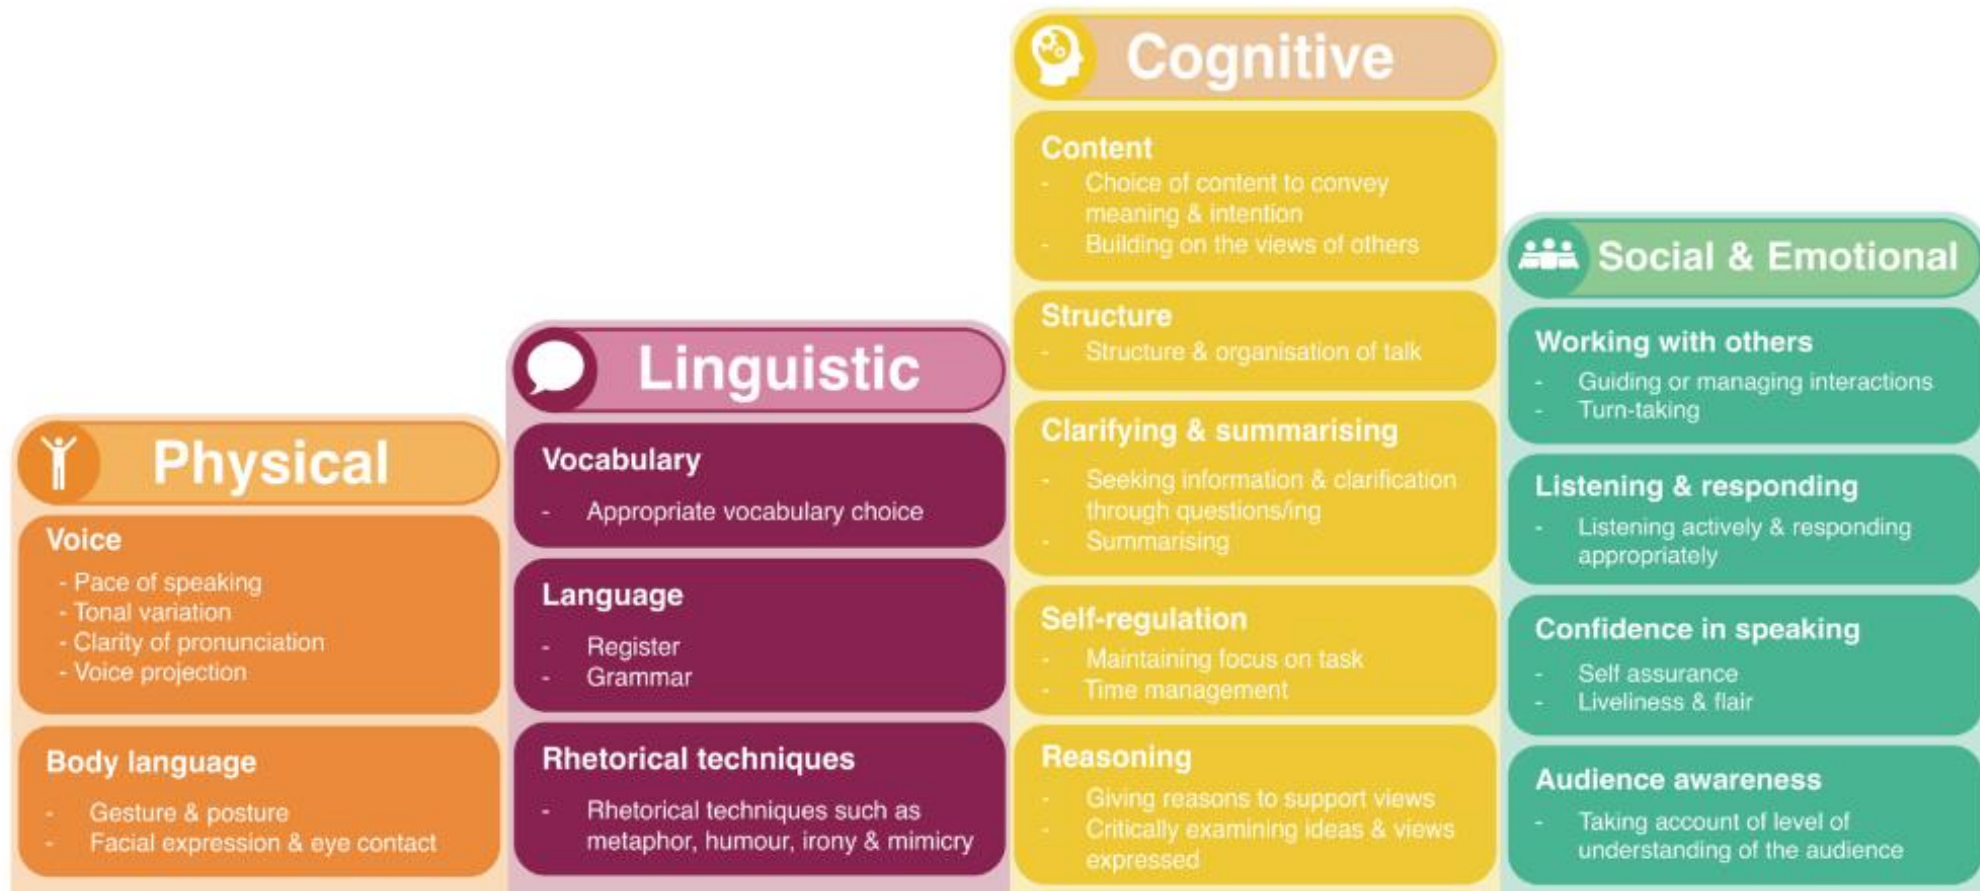 Physical
Voice
- Pace of speaking
- Tonal variation
- Clarity of pronunciation
- Voice projection
Body language
- Gesture & posture
- Facial expression & eye contact
Linguistic
Vocabulary
- Appropriate vocabulary choice
Language
- Register
- Grammar
Rhetorical techniques
- Rhetorical techniques such as
metaphor, humour, irony & mimicry
Cognitive
Content
- Choice of content to convey
meaning & intention
- Building on the views of others
Structure
- Structure & organisation of talk
Clarifying & summarising
- Seeking information & clarification
through questions/ing
- Summarising
Self-regulation
- Maintaining focus on task
- Time management
Reasoning
- Giving reasons to support views
- Critically examining ideas & views
expressed
Social & Emotional
Working with others
- Guiding or managing interactions
- Turn-taking
Listening & responding
- Listening actively & responding
appropriately
Confidence in speaking
- Self assurance
- Liveliness & flair
Audience awareness
- Taking account of level of
understanding of the audience